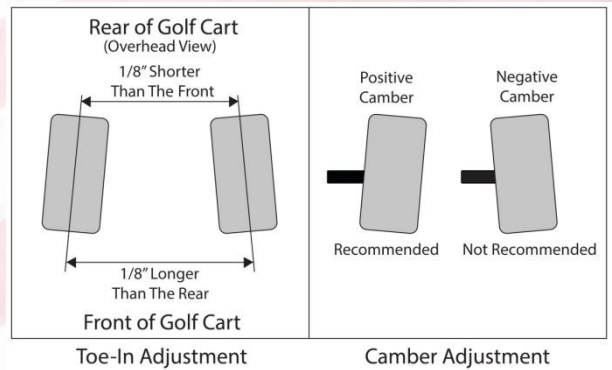 Rear of Golf Cart
(Overhead View)
1/8" Shorter
Than The Front
1/8" Longer
Than The Rear
Front of Golf Cart
Toe-In Adjustment
Positive
Camber
Negative
Camber
Recommended
Not Recommended
Camber Adjustment